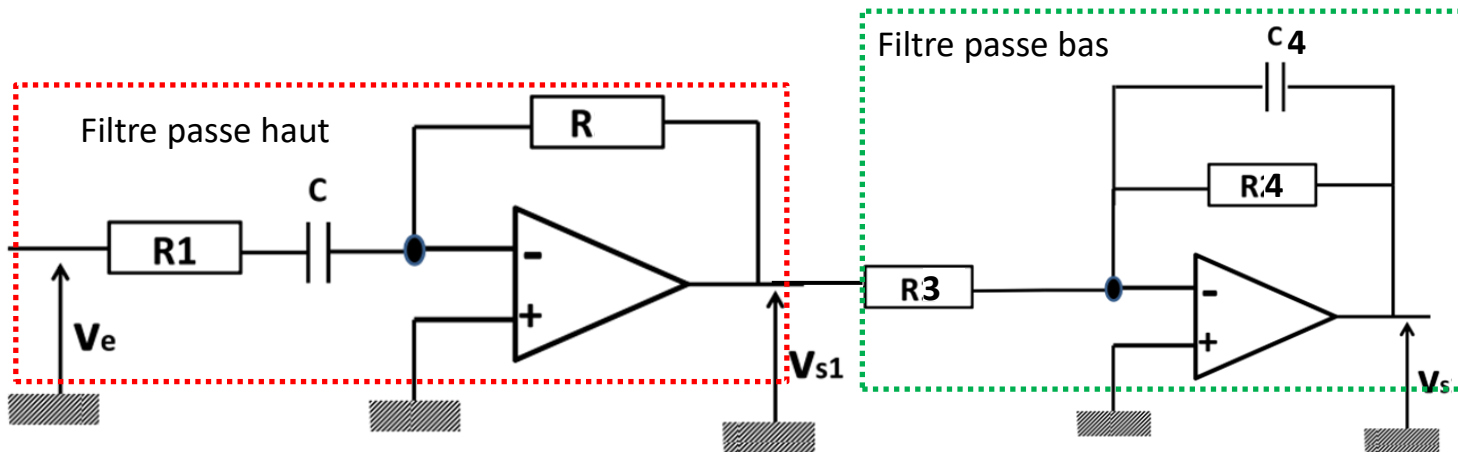 Filtre passe haut
R
C
R1
-
+
Ve
Vs1
Filtre passe bas
C4
R4
R3
-
+
Vs